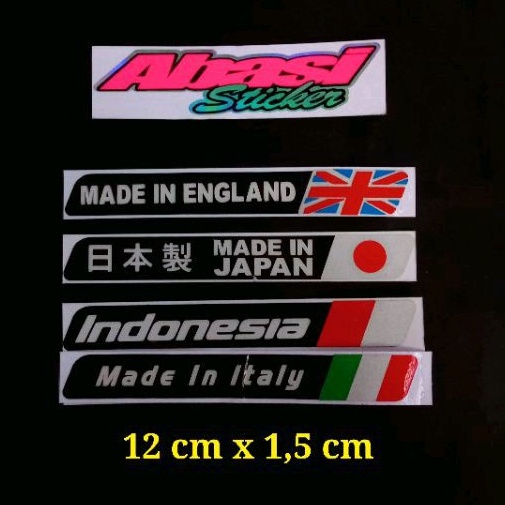 Abasi
Sticker
MADE IN ENGLAND
日本製 MADE IN JAPAN
Indonesia
Made In Italy
12 cm x 1,5 cm